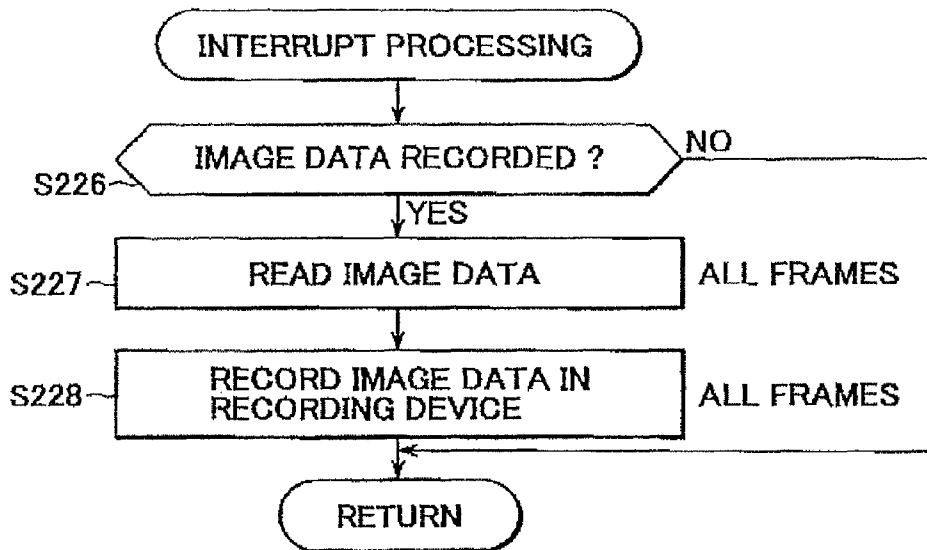 INTERRUPT PROCESSING
IMAGE DATA RECORDED ?
NO
S226
YES
S227
READ IMAGE DATA
ALL FRAMES
S228
RECORD IMAGE DATA IN
RECORDING DEVICE
ALL FRAMES
RETURN